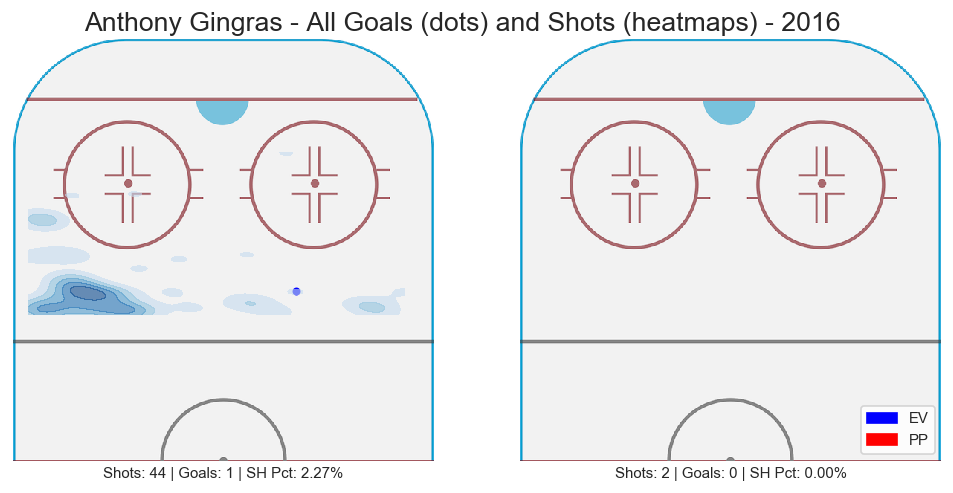 Anthony Gingras - All Goals (dots) and Shots (heatmaps) - 2016
EV
PP
Shots: 44 | Goals: 1 | SH Pct: 2.27%
Shots: 2 | Goals: 0 | SH Pct: 0.00%